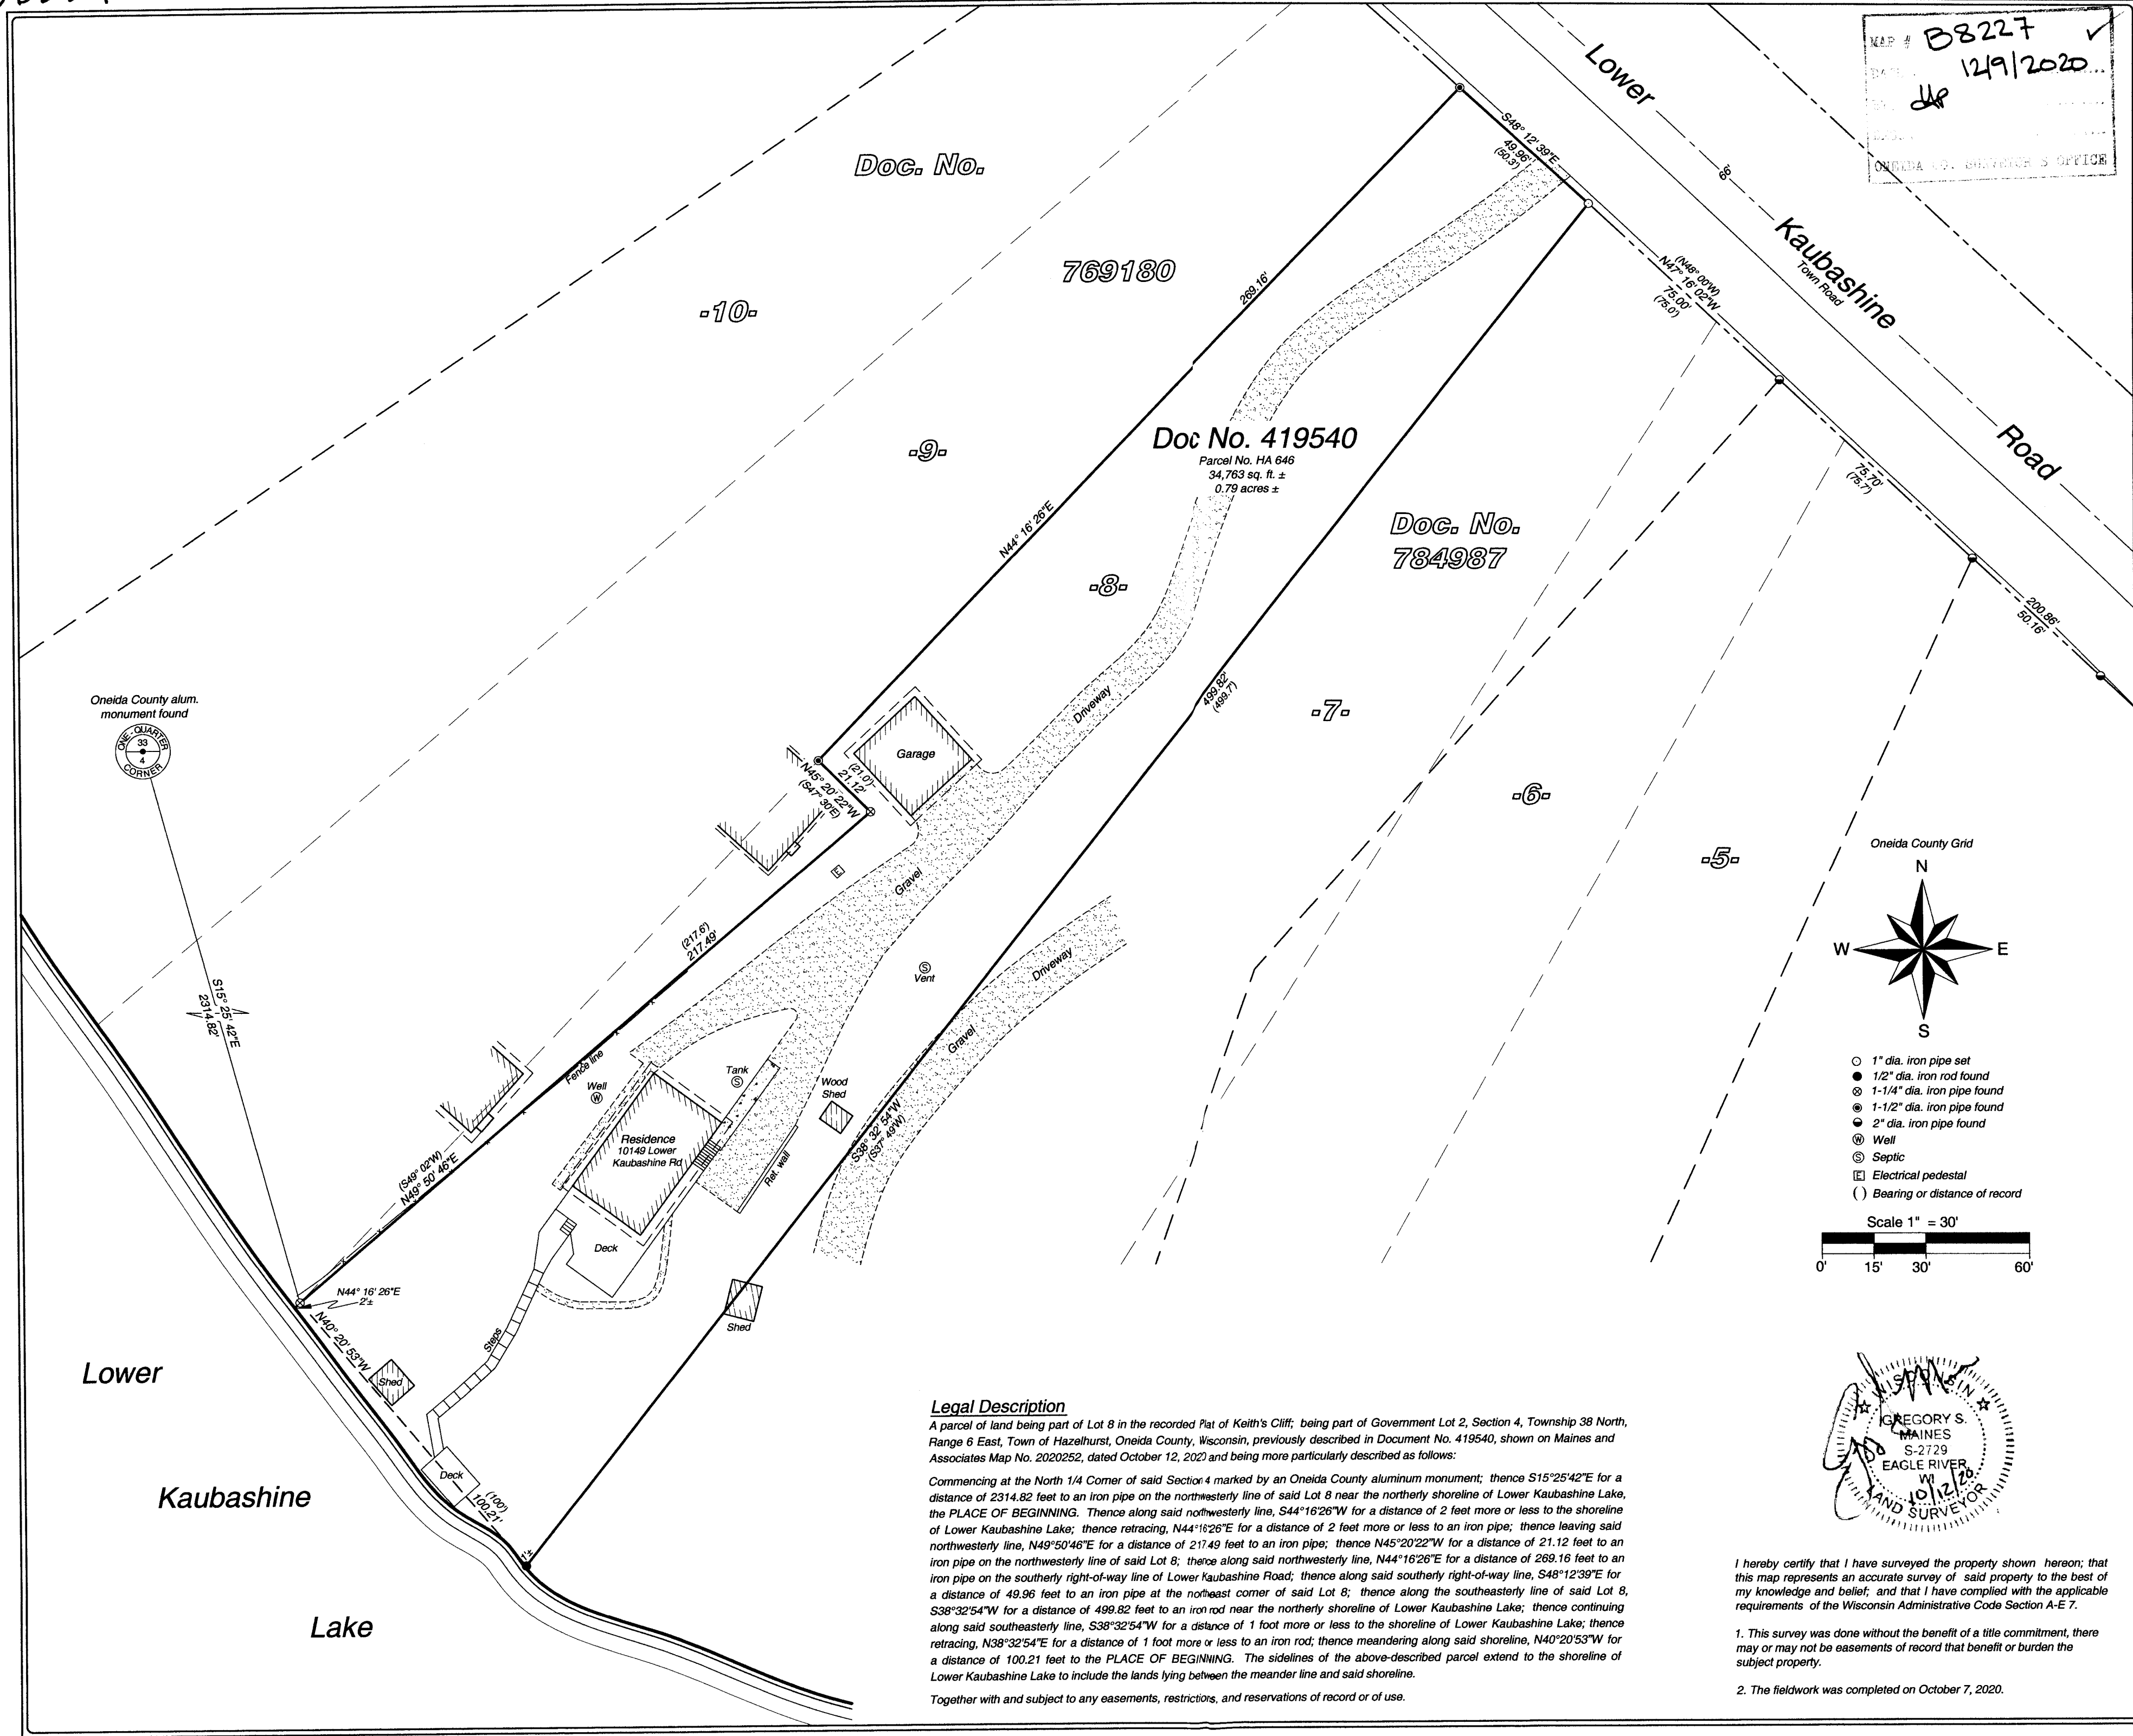 MAP # B8227 ✓
12/9/2020
ONEIDA CO. SURVEYOR'S OFFICE
Lower
Kaubashine
Road
Town Road
66'
S48° 12' 39"E
49.96'
(50.3')
(N48° 00'W)
N47° 16' 02"W
75.00'
(75.0')
75.70'
(75.7')
200.86'
50.16'
Doc. No.
769180
-10-
-9-
269.16'
N44° 16' 26"E
Doc No. 419540
Parcel No. HA 646
34,763 sq. ft. ±
0.79 acres ±
Doc. No.
784987
-8-
-7-
-6-
-5-
499.82'
(499.7')
Driveway
Oneida County alum.
monument found
ONE-QUARTER
33
4
CORNER
S15° 25' 42"E
2314.82'
Garage
(21.0')
21.12'
N45° 20' 22"W
(S47° 30'E)
E
Gravel
(217.6')
217.49'
S
Vent
Driveway
Gravel
Fence line
Well
W
Tank
S
Wood
Shed
S38° 32' 54"W
(S37° 49'W)
Residence
10149 Lower
Kaubashine Rd
Ret. wall
(S49° 02'W)
N49° 50' 46"E
Deck
Steps
Shed
N44° 16' 26"E
2'±
N40° 20' 53"W
Shed
Deck
(100')
100.21'
1'±
Lower
Kaubashine
Lake
Oneida County Grid
N
W
E
S
1" dia. iron pipe set
1/2" dia. iron rod found
1-1/4" dia. iron pipe found
1-1/2" dia. iron pipe found
2" dia. iron pipe found
W Well
S Septic
E Electrical pedestal
( ) Bearing or distance of record
Scale 1" = 30'
0' 15' 30' 60'
Legal Description
A parcel of land being part of Lot 8 in the recorded Plat of Keith's Cliff; being part of Government Lot 2, Section 4, Township 38 North,
Range 6 East, Town of Hazelhurst, Oneida County, Wisconsin, previously described in Document No. 419540, shown on Maines and
Associates Map No. 2020252, dated October 12, 2020 and being more particularly described as follows:
Commencing at the North 1/4 Corner of said Section 4 marked by an Oneida County aluminum monument; thence S15°25'42"E for a
distance of 2314.82 feet to an iron pipe on the northwesterly line of said Lot 8 near the northerly shoreline of Lower Kaubashine Lake,
the PLACE OF BEGINNING. Thence along said northwesterly line, S44°16'26"W for a distance of 2 feet more or less to the shoreline
of Lower Kaubashine Lake; thence retracing, N44°16'26"E for a distance of 2 feet more or less to an iron pipe; thence leaving said
northwesterly line, N49°50'46"E for a distance of 217.49 feet to an iron pipe; thence N45°20'22"W for a distance of 21.12 feet to an
iron pipe on the northwesterly line of said Lot 8; thence along said northwesterly line, N44°16'26"E for a distance of 269.16 feet to an
iron pipe on the southerly right-of-way line of Lower Kaubashine Road; thence along said southerly right-of-way line, S48°12'39"E for
a distance of 49.96 feet to an iron pipe at the northeast corner of said Lot 8; thence along the southeasterly line of said Lot 8,
S38°32'54"W for a distance of 499.82 feet to an iron rod near the northerly shoreline of Lower Kaubashine Lake; thence continuing
along said southeasterly line, S38°32'54"W for a distance of 1 foot more or less to the shoreline of Lower Kaubashine Lake; thence
retracing, N38°32'54"E for a distance of 1 foot more or less to an iron rod; thence meandering along said shoreline, N40°20'53"W for
a distance of 100.21 feet to the PLACE OF BEGINNING. The sidelines of the above-described parcel extend to the shoreline of
Lower Kaubashine Lake to include the lands lying between the meander line and said shoreline.
Together with and subject to any easements, restrictions, and reservations of record or of use.
WISCONSIN
GREGORY S.
MAINES
S-2729
EAGLE RIVER,
WI
10/12/20
LAND SURVEYOR
I hereby certify that I have surveyed the property shown hereon; that
this map represents an accurate survey of said property to the best of
my knowledge and belief; and that I have complied with the applicable
requirements of the Wisconsin Administrative Code Section A-E 7.
1. This survey was done without the benefit of a title commitment, there
may or may not be easements of record that benefit or burden the
subject property.
2. The fieldwork was completed on October 7, 2020.